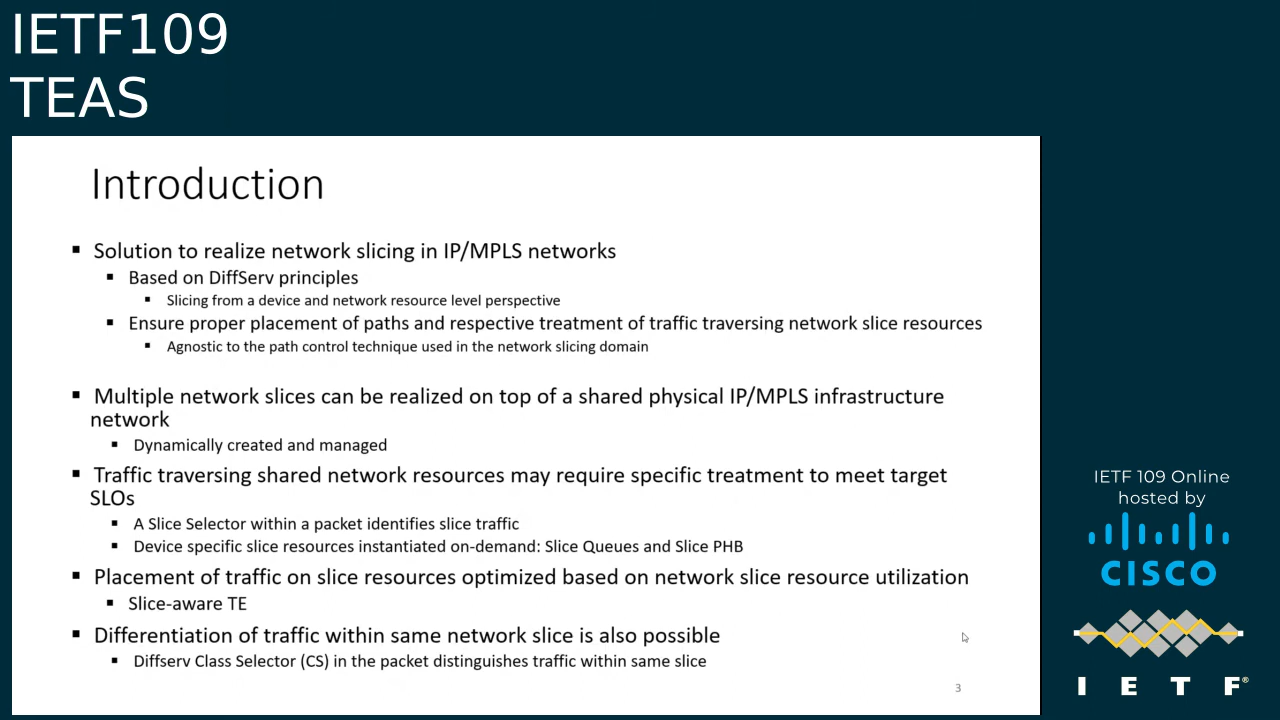 IETF109
TEAS
Introduction
▪ Solution to realize network slicing in IP/MPLS networks
▪ Based on DiffServ principles
▪ Slicing from a device and network resource level perspective
▪ Ensure proper placement of paths and respective treatment of traffic traversing network slice resources
▪ Agnostic to the path control technique used in the network slicing domain
▪ Multiple network slices can be realized on top of a shared physical IP/MPLS infrastructure
network
▪ Dynamically created and managed
▪ Traffic traversing shared network resources may require specific treatment to meet target
SLOs
▪ A Slice Selector within a packet identifies slice traffic
▪ Device specific slice resources instantiated on-demand: Slice Queues and Slice PHB
▪ Placement of traffic on slice resources optimized based on network slice resource utilization
▪ Slice-aware TE
▪ Differentiation of traffic within same network slice is also possible
▪ Diffserv Class Selector (CS) in the packet distinguishes traffic within same slice
3
IETF 109 Online
hosted by
CISCO
I E T F®